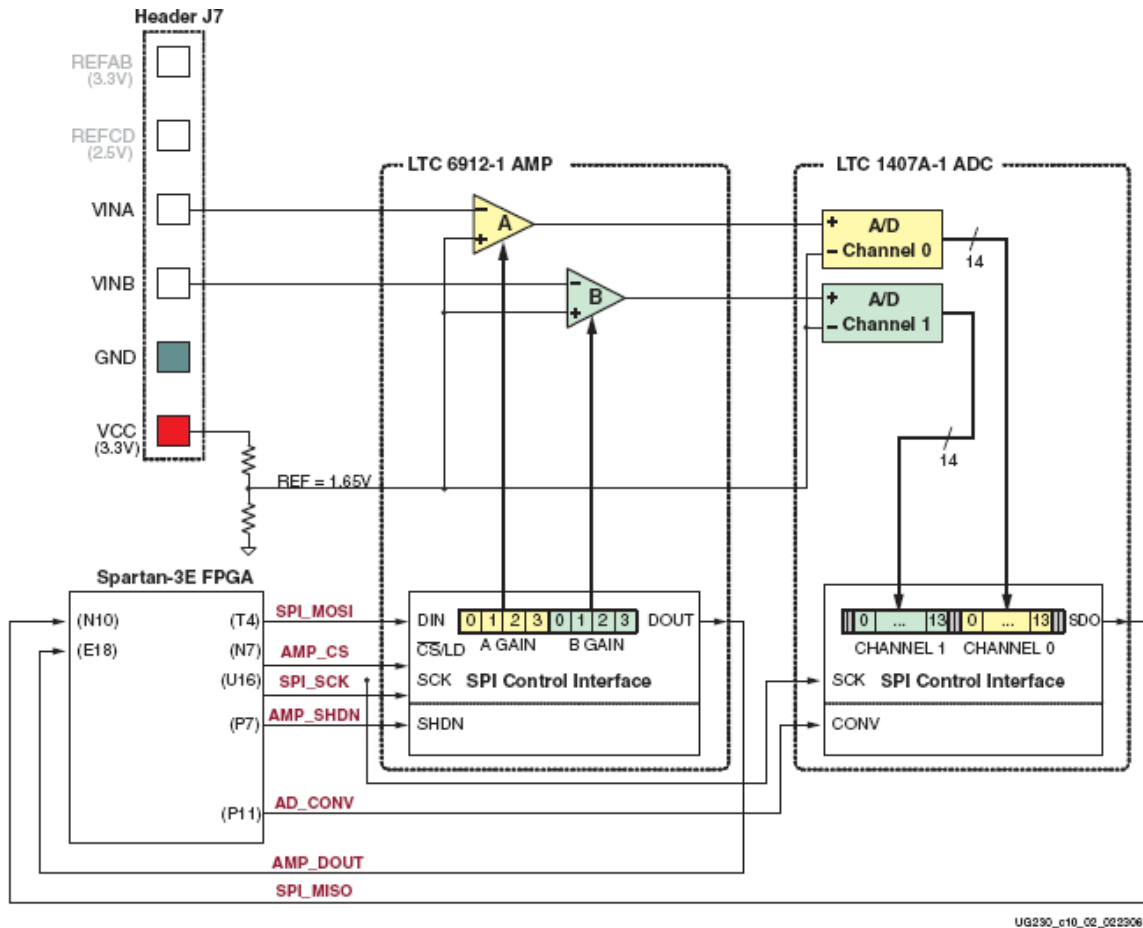 Header J7
REFAB
(3.3V)
REFCD
(2.5V)
VINA
VINB
GND
VCC
(3.3V)
REF = 1.65V
LTC 6912-1 AMP
- A +
- B +
DIN 0 1 2 3 0 1 2 3 DOUT
A GAIN B GAIN
CS/LD
SCK SPI Control Interface
SHDN
LTC 1407A-1 ADC
+ A/D
- Channel 0
14
+ A/D
- Channel 1
14
0 ... 13 0 ... 13 SDO
CHANNEL 1 CHANNEL 0
SCK SPI Control Interface
CONV
Spartan-3E FPGA
(N10) (T4) SPI_MOSI
(E18) (N7) AMP_CS
(U16) SPI_SCK
(P7) AMP_SHDN
(P11) AD_CONV
AMP_DOUT
SPI_MISO
UG230_c10_02_022306